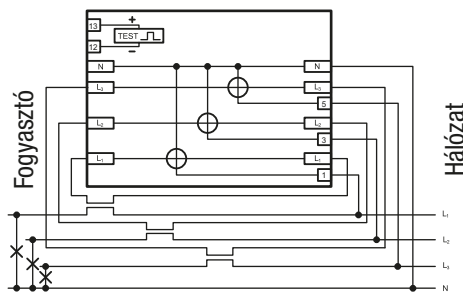 13
+
TEST
12
−
N
N
L₃
L₃
5
L₂
L₂
3
L₁
L₁
1
Fogyasztó
Hálózat
L₁
L₂
L₃
N